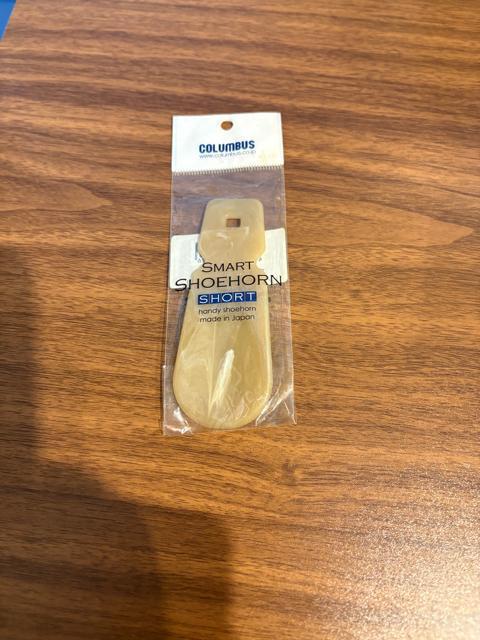 COLUMBUS
www.columbus.co.jp
SMART
SHOEHORN
SHORT
handy shoehorn
made in Japan